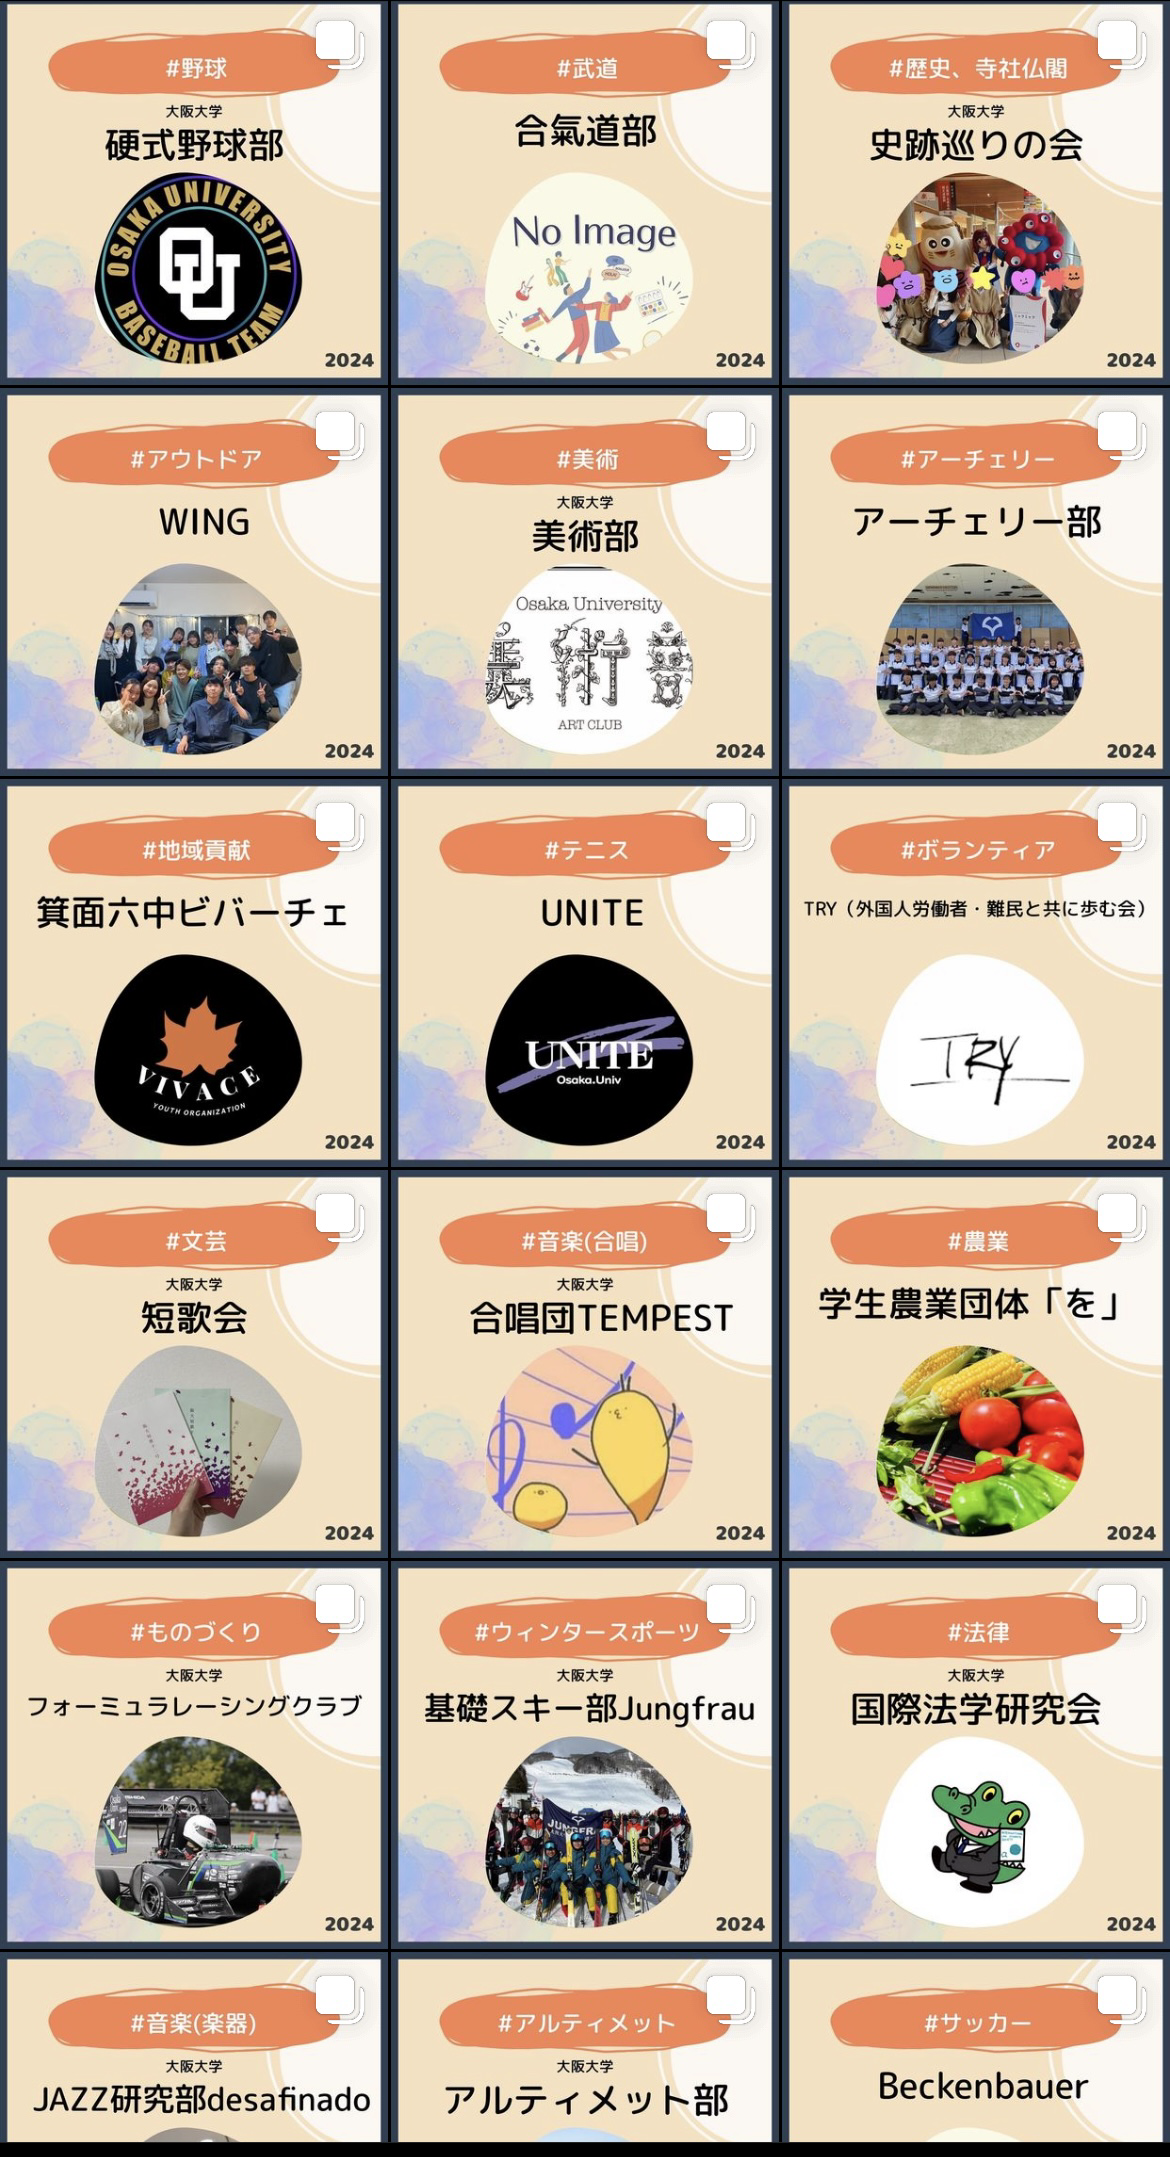 #野球
大阪大学
硬式野球部
OSAKA UNIVERSITY
OU
BASEBALL TEAM
2024
#武道
合氣道部
No Image
#歴史、寺社仏閣
大阪大学
史跡巡りの会
2024
#アウトドア
WING
2024
#美術
大阪大学
美術部
Osaka University
美術部
ART CLUB
2024
#アーチェリー
アーチェリー部
2024
#地域貢献
箕面六中ビバーチェ
VIVACE
YOUTH ORGANIZATION
2024
#テニス
UNITE
UNITE
Osaka.Univ
2024
#ボランティア
TRY（外国人労働者・難民と共に歩む会）
TRY
2024
#文芸
大阪大学
短歌会
2024
#音楽(合唱)
大阪大学
合唱団TEMPEST
2024
#農業
学生農業団体「を」
2024
#ものづくり
大阪大学
フォーミュラレーシングクラブ
2024
#ウィンタースポーツ
大阪大学
基礎スキー部Jungfrau
2024
#法律
大阪大学
国際法学研究会
2024
#音楽(楽器)
大阪大学
JAZZ研究部desafinado
#アルティメット
大阪大学
アルティメット部
#サッカー
Beckenbauer